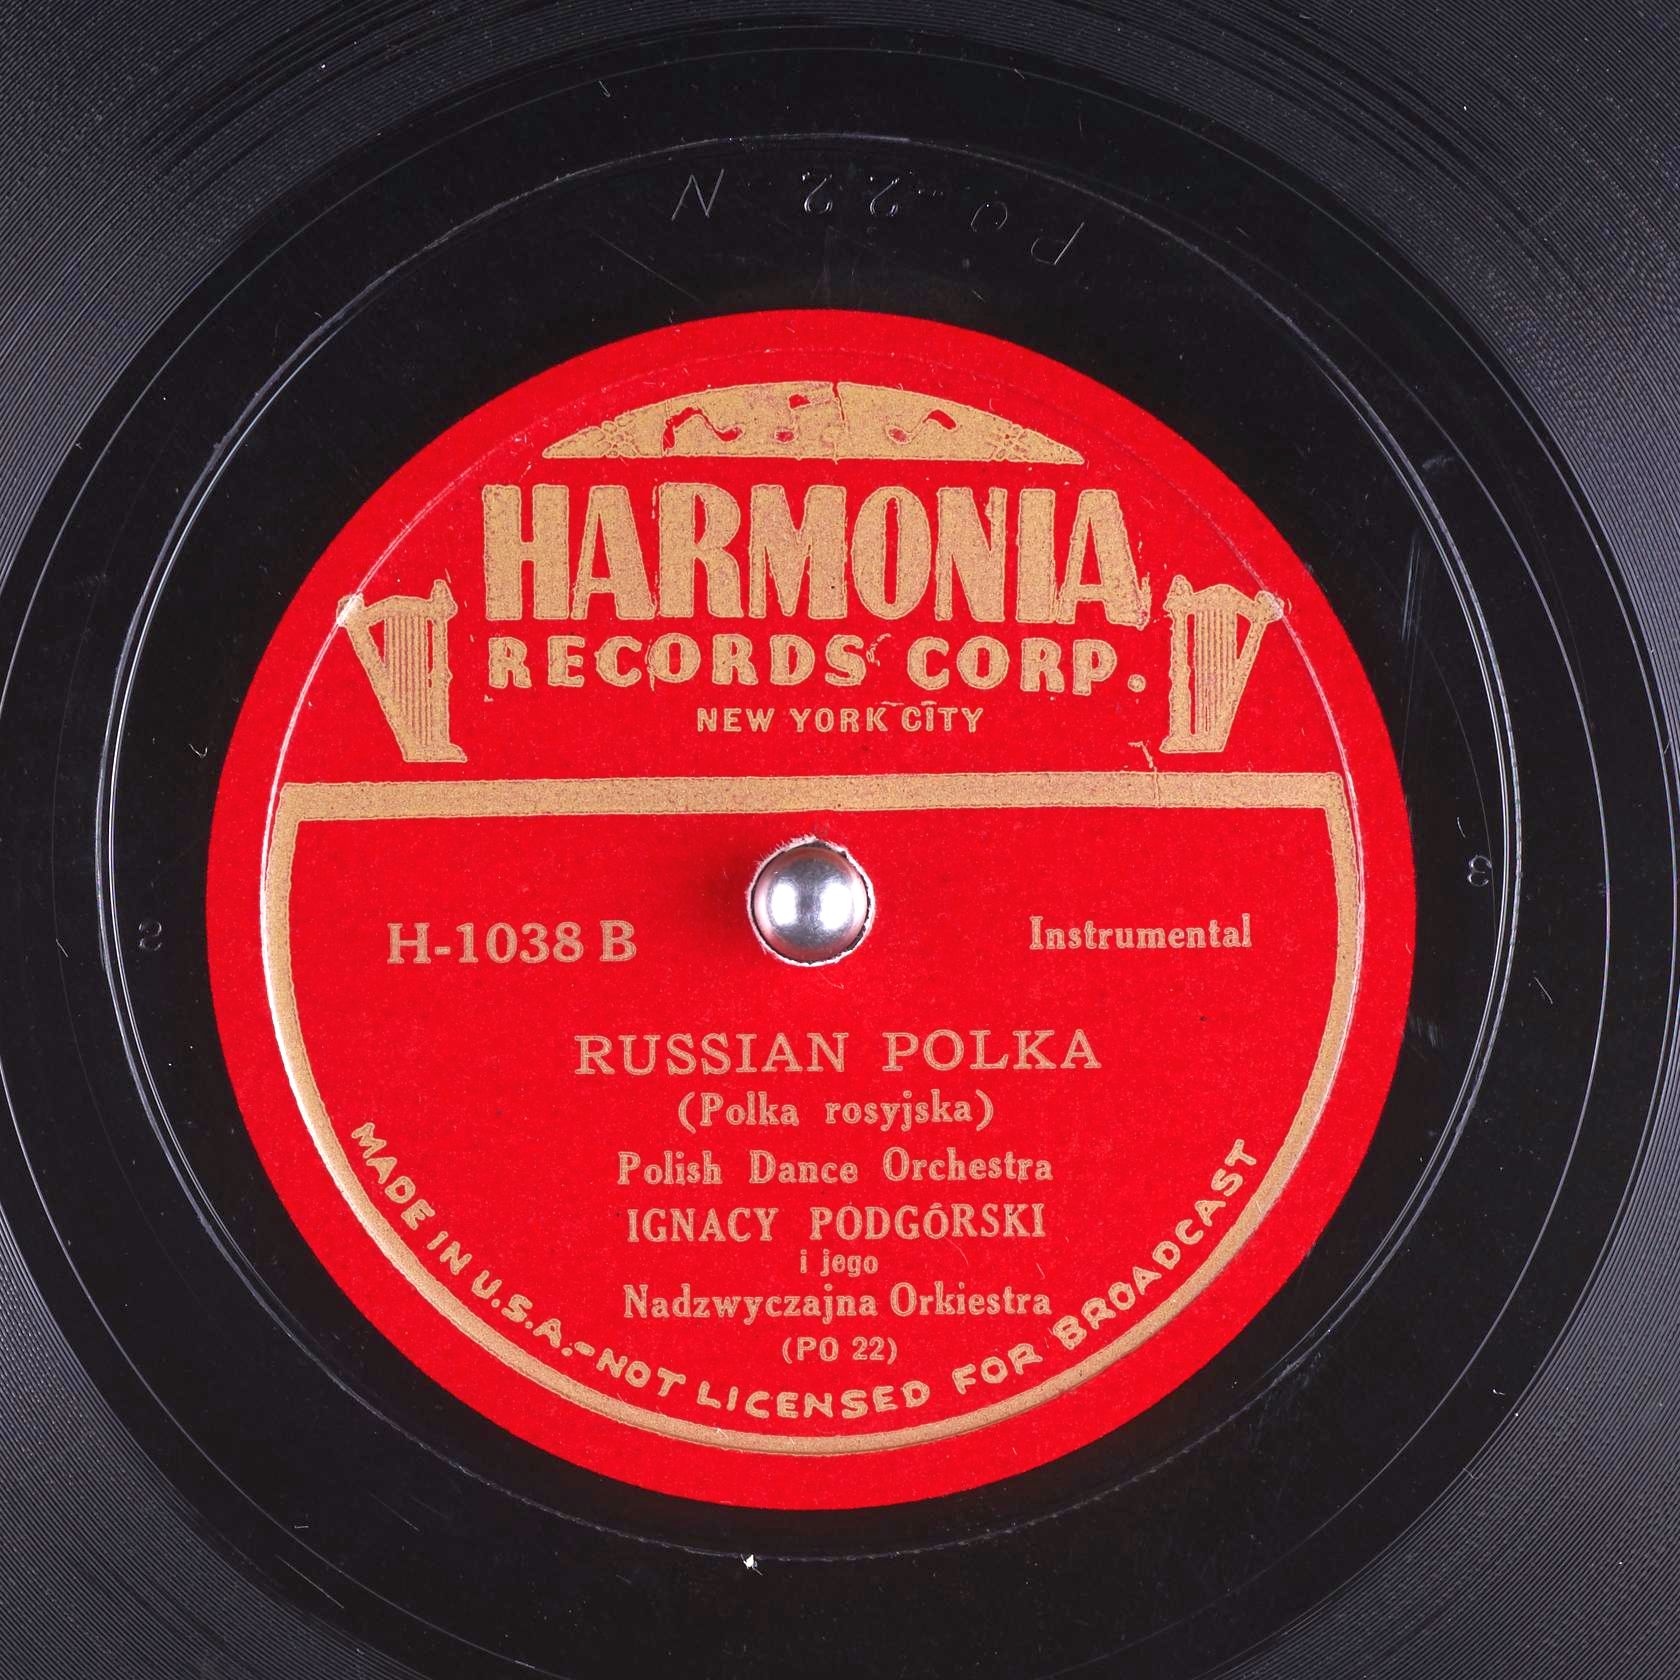 PO-22 N
HARMONIA
RECORDS CORP.
NEW YORK CITY
H-1038 B
Instrumental
RUSSIAN POLKA
(Polka rosyjska)
Polish Dance Orchestra
IGNACY PODGÓRSKI
i jego
Nadzwyczajna Orkiestra
(PO 22)
MADE IN U.S.A.-NOT LICENSED FOR BROADCAST